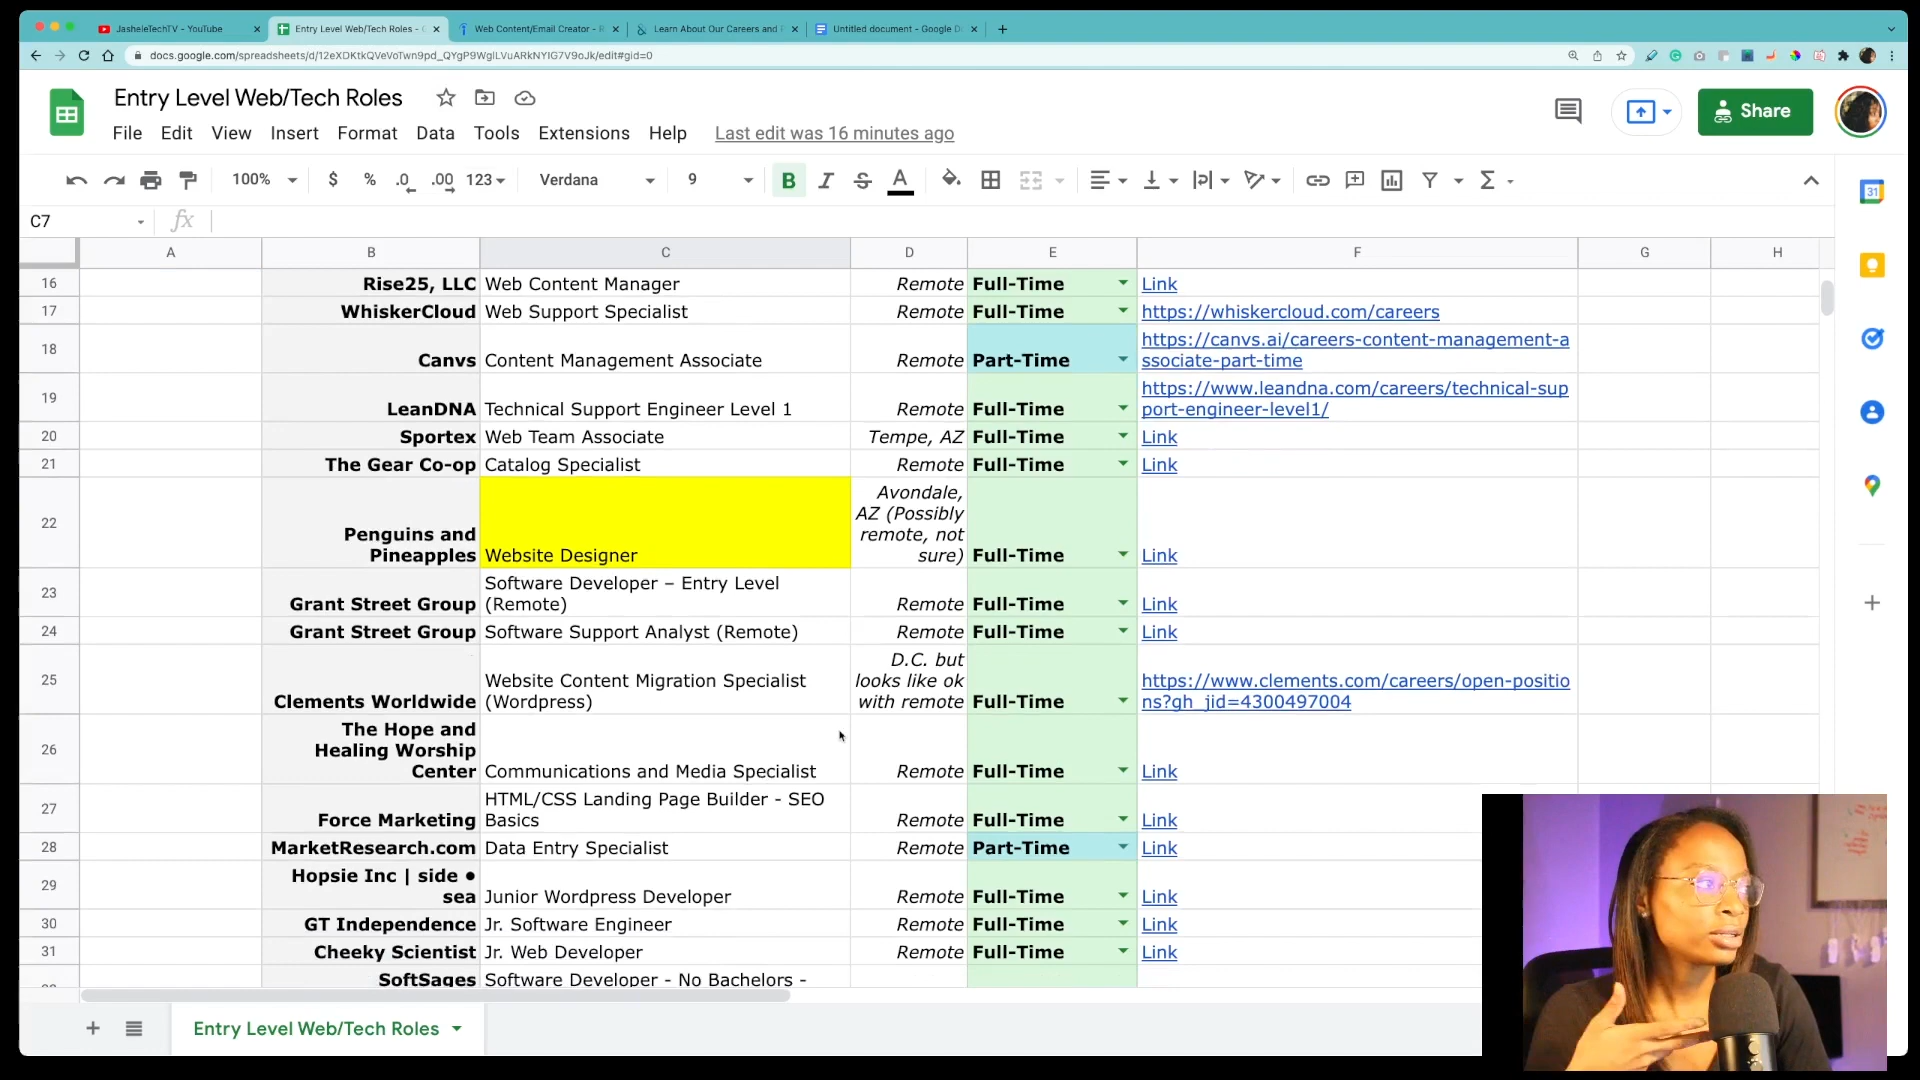 JasheleTechTV - YouTube
Entry Level Web/Tech Roles -
Web Content/Email Creator -
Learn About Our Careers and
Untitled document - Google D
docs.google.com/spreadsheets/d/12eXDKtkQVeVoTwn9pd_QYgP9WglLVuARkNYIG7V9oJk/edit#gid=0
Entry Level Web/Tech Roles
Share
File Edit View Insert Format Data Tools Extensions Help Last edit was 16 minutes ago
100% $ % .0 .00 123 Verdana 9 B I S A Σ
31
C7 fx
A B C D E F G H
16 Rise25, LLC Web Content Manager Remote Full-Time Link
17 WhiskerCloud Web Support Specialist Remote Full-Time https://whiskercloud.com/careers
https://canvs.ai/careers-content-management-a
18 Canvs Content Management Associate Remote Part-Time ssociate-part-time
https://www.leandna.com/careers/technical-sup
19 LeanDNA Technical Support Engineer Level 1 Remote Full-Time port-engineer-level1/
20 Sportex Web Team Associate Tempe, AZ Full-Time Link
21 The Gear Co-op Catalog Specialist Remote Full-Time Link
Avondale,
AZ (Possibly
22 Penguins and remote, not
Pineapples Website Designer sure) Full-Time Link
Software Developer – Entry Level
23 Grant Street Group (Remote) Remote Full-Time Link
24 Grant Street Group Software Support Analyst (Remote) Remote Full-Time Link
D.C. but
25 Website Content Migration Specialist looks like ok https://www.clements.com/careers/open-positio
Clements Worldwide (Wordpress) with remote Full-Time ns?gh_jid=4300497004
The Hope and
26 Healing Worship
Center Communications and Media Specialist Remote Full-Time Link
HTML/CSS Landing Page Builder - SEO
27 Force Marketing Basics Remote Full-Time Link
28 MarketResearch.com Data Entry Specialist Remote Part-Time Link
Hopsie Inc | side ●
29 sea Junior Wordpress Developer Remote Full-Time Link
30 GT Independence Jr. Software Engineer Remote Full-Time Link
31 Cheeky Scientist Jr. Web Developer Remote Full-Time Link
SoftSages Software Developer - No Bachelors -
Entry Level Web/Tech Roles